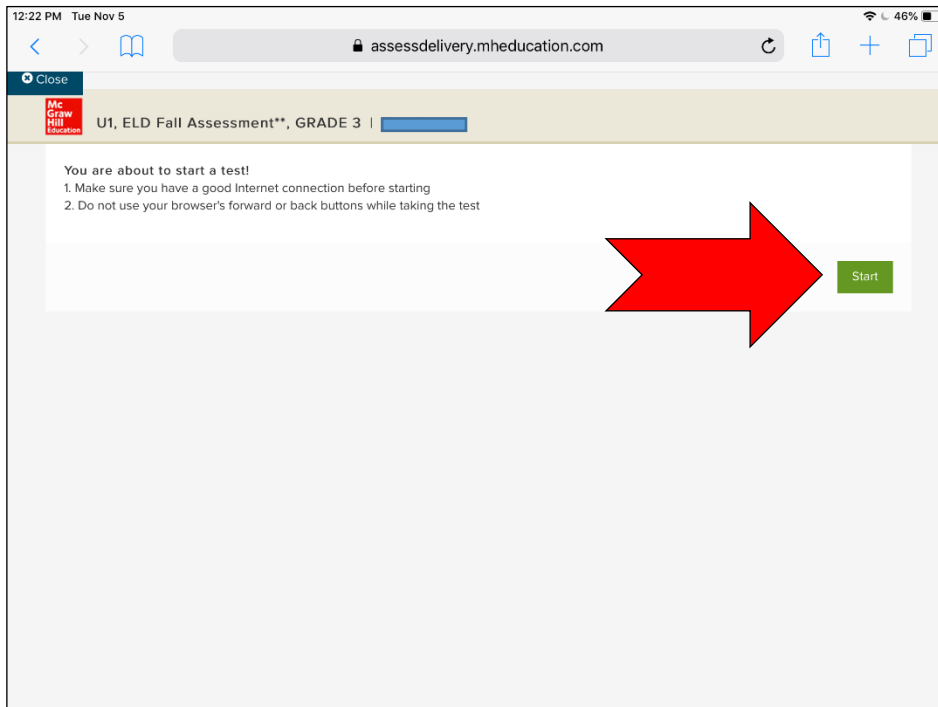 12:22 PM Tue Nov 5
46%
assessdelivery.mheducation.com
Close
Mc
Graw
Hill
Education
U1, ELD Fall Assessment**, GRADE 3 |
You are about to start a test!
1. Make sure you have a good Internet connection before starting
2. Do not use your browser's forward or back buttons while taking the test
Start